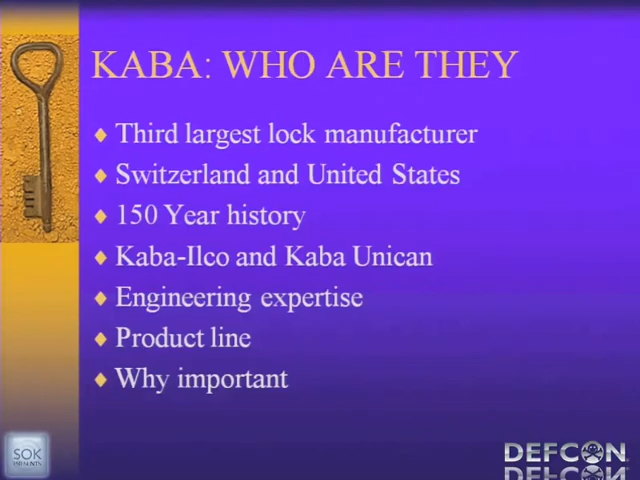 KABA: WHO ARE THEY
Third largest lock manufacturer
Switzerland and United States
150 Year history
Kaba-Ilco and Kaba Unican
Engineering expertise
Product line
Why important
SOK
DEFCON